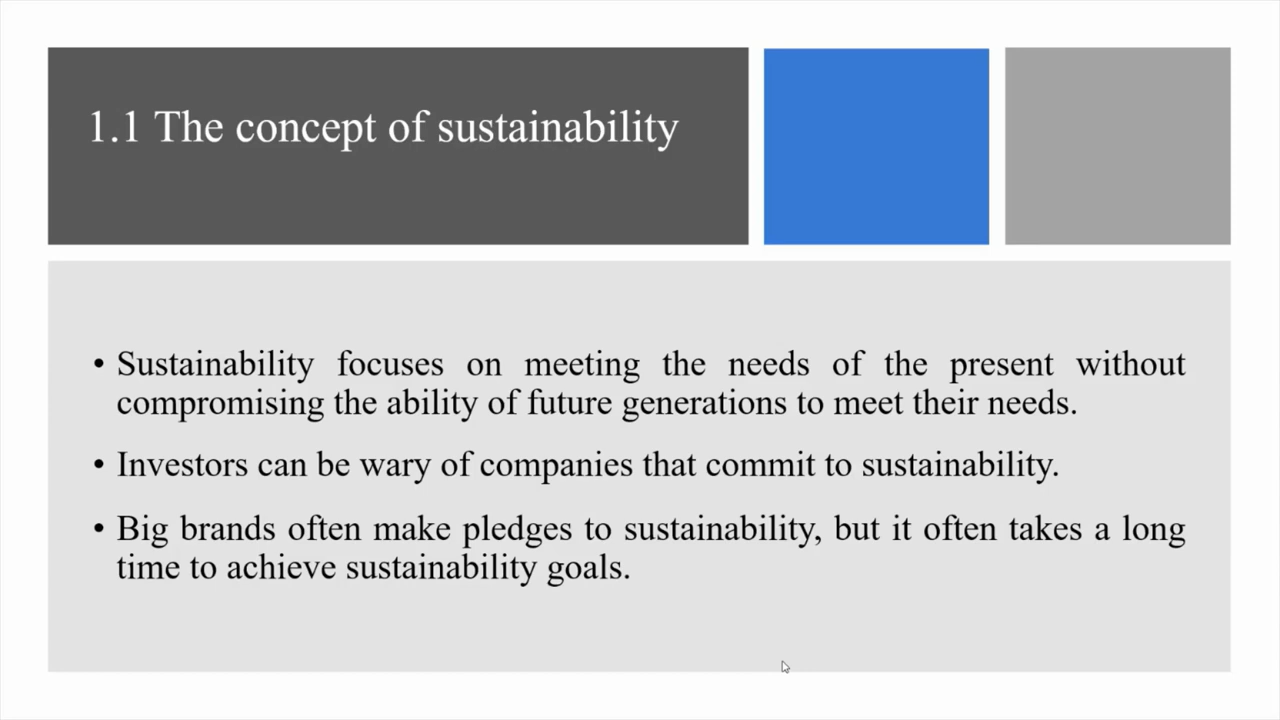 1.1 The concept of sustainability
• Sustainability focuses on meeting the needs of the present without
compromising the ability of future generations to meet their needs.
• Investors can be wary of companies that commit to sustainability.
• Big brands often make pledges to sustainability, but it often takes a long
time to achieve sustainability goals.